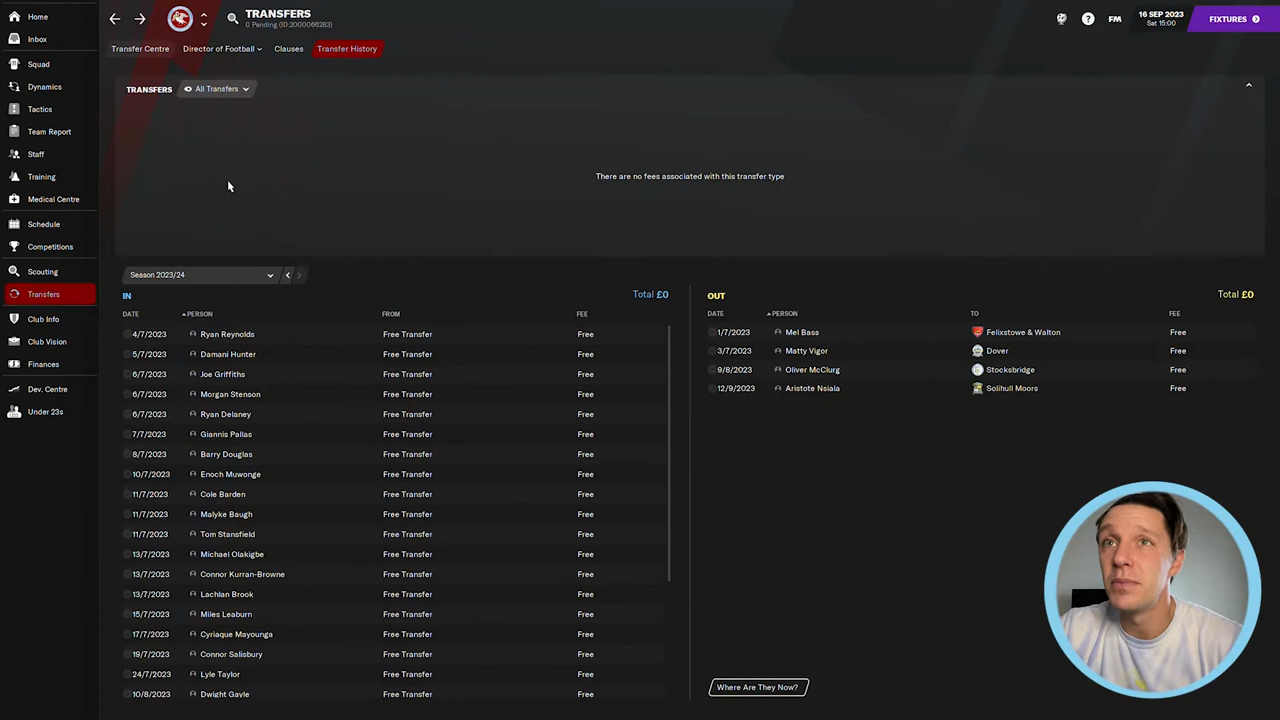 Home
Inbox
Squad
Dynamics
Tactics
Team Report
Staff
Training
Medical Centre
Schedule
Competitions
Scouting
Transfers
Club Info
Club Vision
Finances
Dev. Centre
Under 23s
TRANSFERS
0 Pending (ID:2000066283)
FM
16 SEP 2023
Sat 15:00
FIXTURES
Transfer Centre Director of Football Clauses Transfer History
TRANSFERS All Transfers
There are no fees associated with this transfer type
Season 2023/24
IN Total £0
DATE PERSON FROM FEE
4/7/2023 Ryan Reynolds Free Transfer Free
5/7/2023 Damani Hunter Free Transfer Free
6/7/2023 Joe Griffiths Free Transfer Free
6/7/2023 Morgan Stenson Free Transfer Free
6/7/2023 Ryan Delaney Free Transfer Free
7/7/2023 Giannis Pallas Free Transfer Free
8/7/2023 Barry Douglas Free Transfer Free
10/7/2023 Enoch Muwonge Free Transfer Free
11/7/2023 Cole Barden Free Transfer Free
11/7/2023 Malyke Baugh Free Transfer Free
11/7/2023 Tom Stansfield Free Transfer Free
13/7/2023 Michael Olakigbe Free Transfer Free
13/7/2023 Connor Kurran-Browne Free Transfer Free
13/7/2023 Lachlan Brook Free Transfer Free
15/7/2023 Miles Leaburn Free Transfer Free
17/7/2023 Cyriaque Mayounga Free Transfer Free
19/7/2023 Connor Salisbury Free Transfer Free
24/7/2023 Lyle Taylor Free Transfer Free
10/8/2023 Dwight Gayle Free Transfer Free
OUT Total £0
DATE PERSON TO FEE
1/7/2023 Mel Bass Felixstowe & Walton Free
3/7/2023 Matty Vigor Dover Free
9/8/2023 Oliver McClurg Stocksbridge Free
12/9/2023 Aristote Nsiala Solihull Moors Free
Where Are They Now?